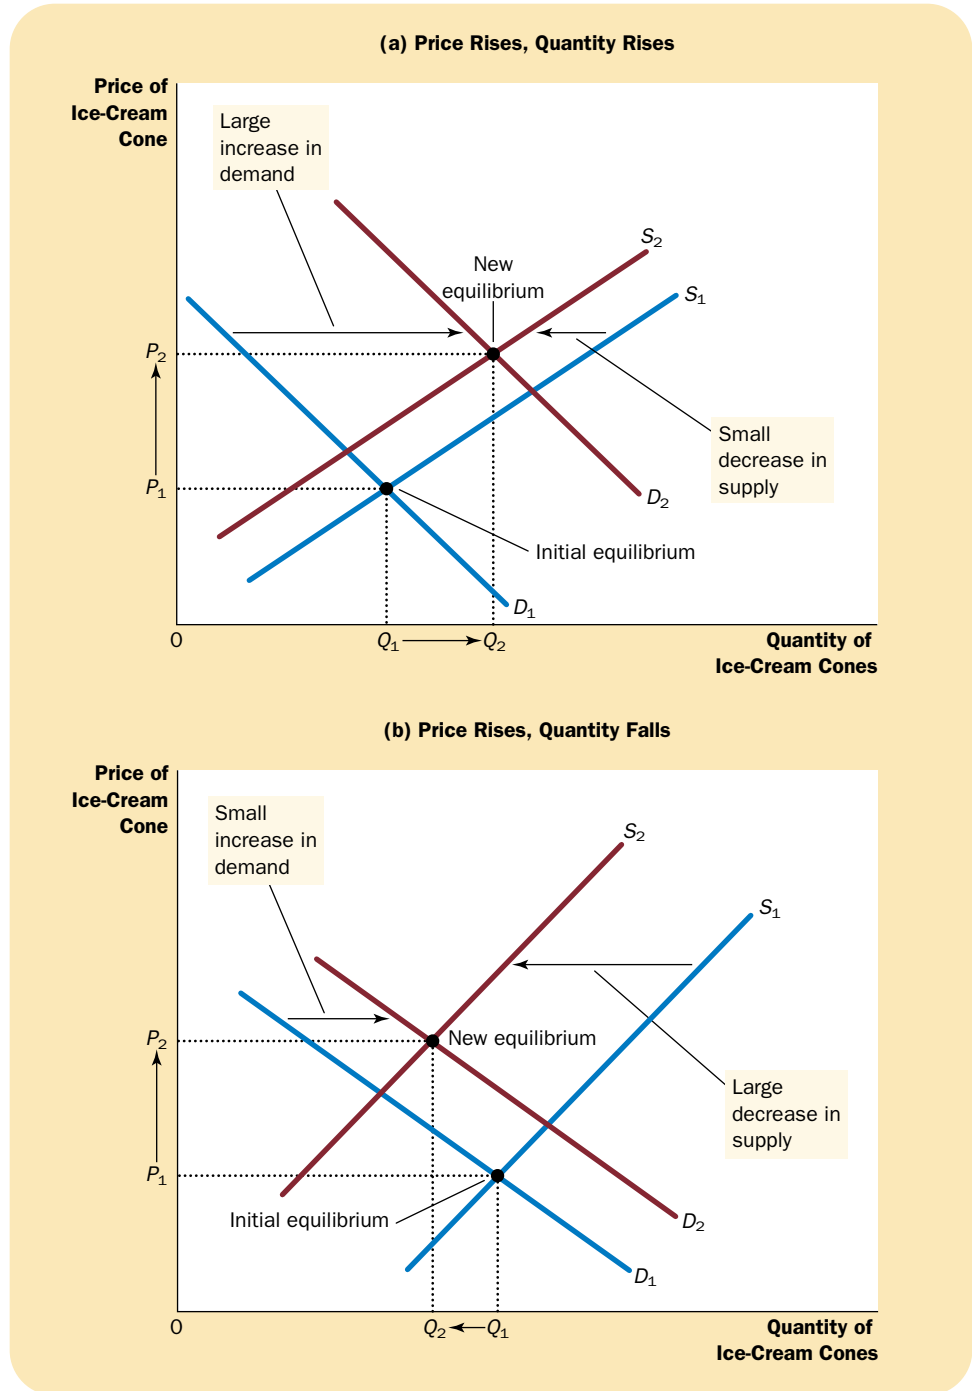 (a) Price Rises, Quantity Rises
Price of
Ice-Cream
Cone
Large
increase in
demand
S2
New
equilibrium
S1
P2
Small
decrease in
supply
P1
D2
Initial equilibrium
D1
0
Q1
Q2
Quantity of
Ice-Cream Cones
(b) Price Rises, Quantity Falls
Price of
Ice-Cream
Cone
Small
increase in
demand
S2
S1
P2
New equilibrium
Large
decrease in
supply
P1
Initial equilibrium
D2
D1
0
Q2
Q1
Quantity of
Ice-Cream Cones